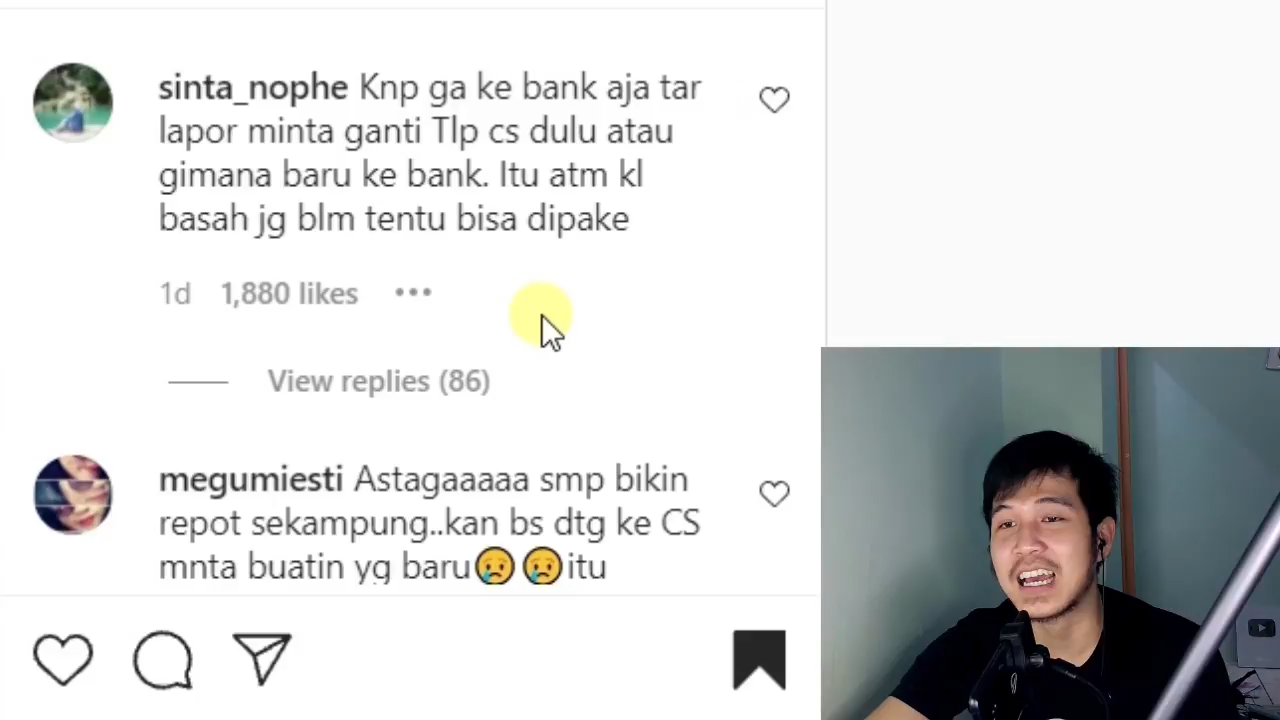 sinta_nophe Knp ga ke bank aja tar
lapor minta ganti Tlp cs dulu atau
gimana baru ke bank. Itu atm kl
basah jg blm tentu bisa dipake
1d 1,880 likes •••
View replies (86)
megumiesti Astagaaaaa smp bikin
repot sekampung..kan bs dtg ke CS
mnta buatin yg baru😢😢itu